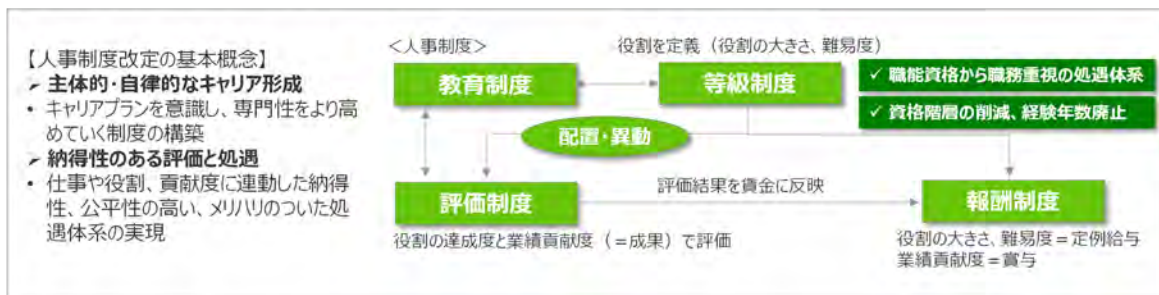 【人事制度改定の基本概念】
➢ 主体的・自律的なキャリア形成
• キャリアプランを意識し、専門性をより高
めていく制度の構築
➢ 納得性のある評価と処遇
• 仕事や役割、貢献度に連動した納得
性、公平性の高い、メリハリのついた処
遇体系の実現
＜人事制度＞
役割を定義（役割の大きさ、難易度）
教育制度
等級制度
✓ 職能資格から職務重視の処遇体系
✓ 資格階層の削減、経験年数廃止
配置・異動
評価制度
評価結果を賃金に反映
報酬制度
役割の達成度と業績貢献度（＝成果）で評価
役割の大きさ、難易度＝定例給与
業績貢献度＝賞与